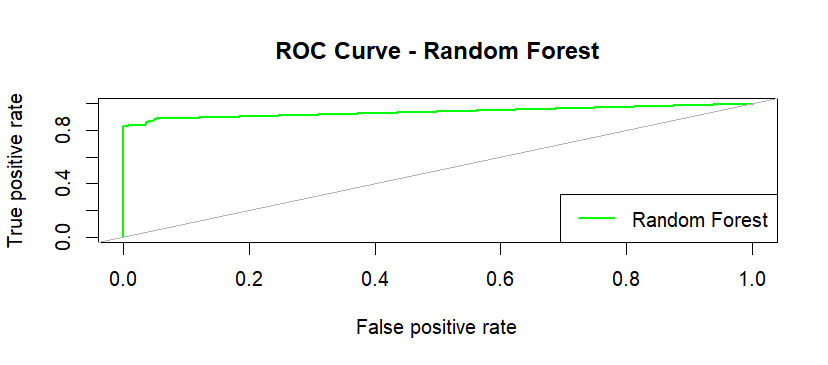 ROC Curve - Random Forest
True positive rate
0.8
0.4
0.0
Random Forest
0.0 0.2 0.4 0.6 0.8 1.0
False positive rate